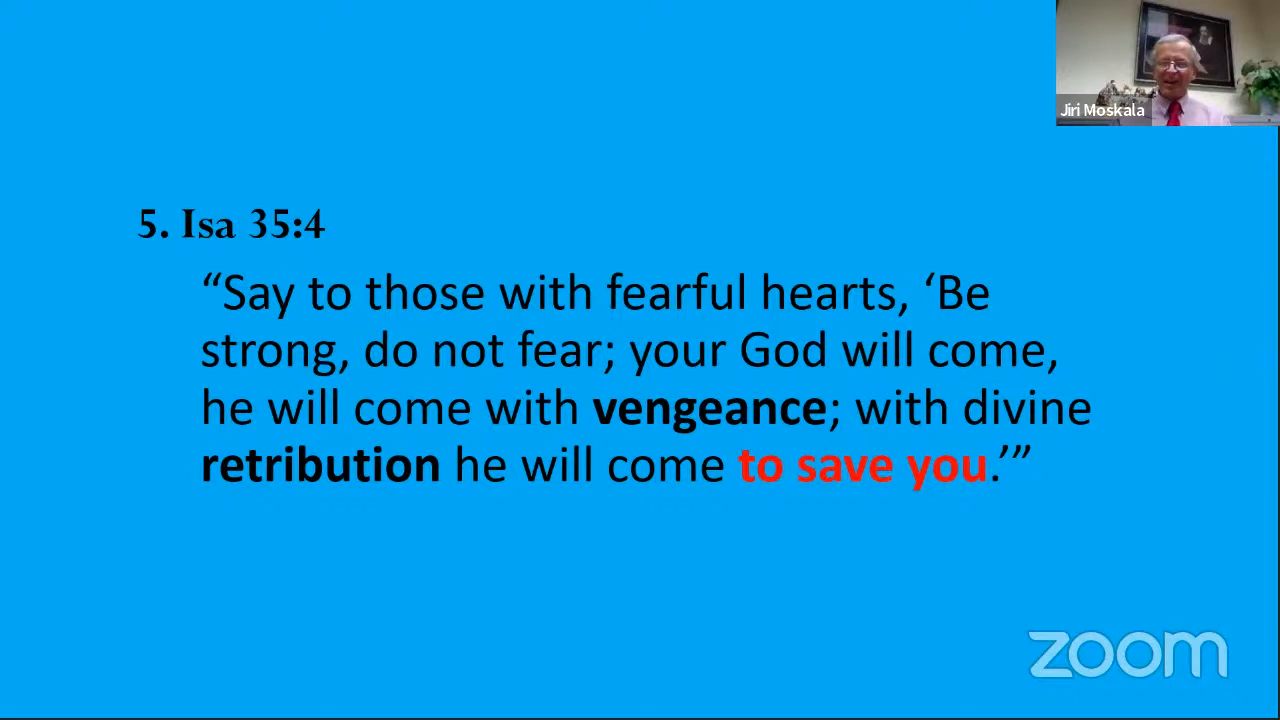 Jiri Moskala
5. Isa 35:4
“Say to those with fearful hearts, ‘Be
strong, do not fear; your God will come,
he will come with vengeance; with divine
retribution he will come to save you.’”
zoom